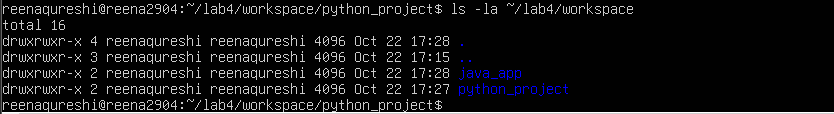 reenaqureshi@reena2904:~/lab4/workspace/python_project$ ls -la ~/lab4/workspace
total 16
drwxrwxr-x 4 reenaqureshi reenaqureshi 4096 Oct 22 17:28 .
drwxrwxr-x 3 reenaqureshi reenaqureshi 4096 Oct 22 17:15 ..
drwxrwxr-x 2 reenaqureshi reenaqureshi 4096 Oct 22 17:28 java_app
drwxrwxr-x 2 reenaqureshi reenaqureshi 4096 Oct 22 17:27 python_project
reenaqureshi@reena2904:~/lab4/workspace/python_project$